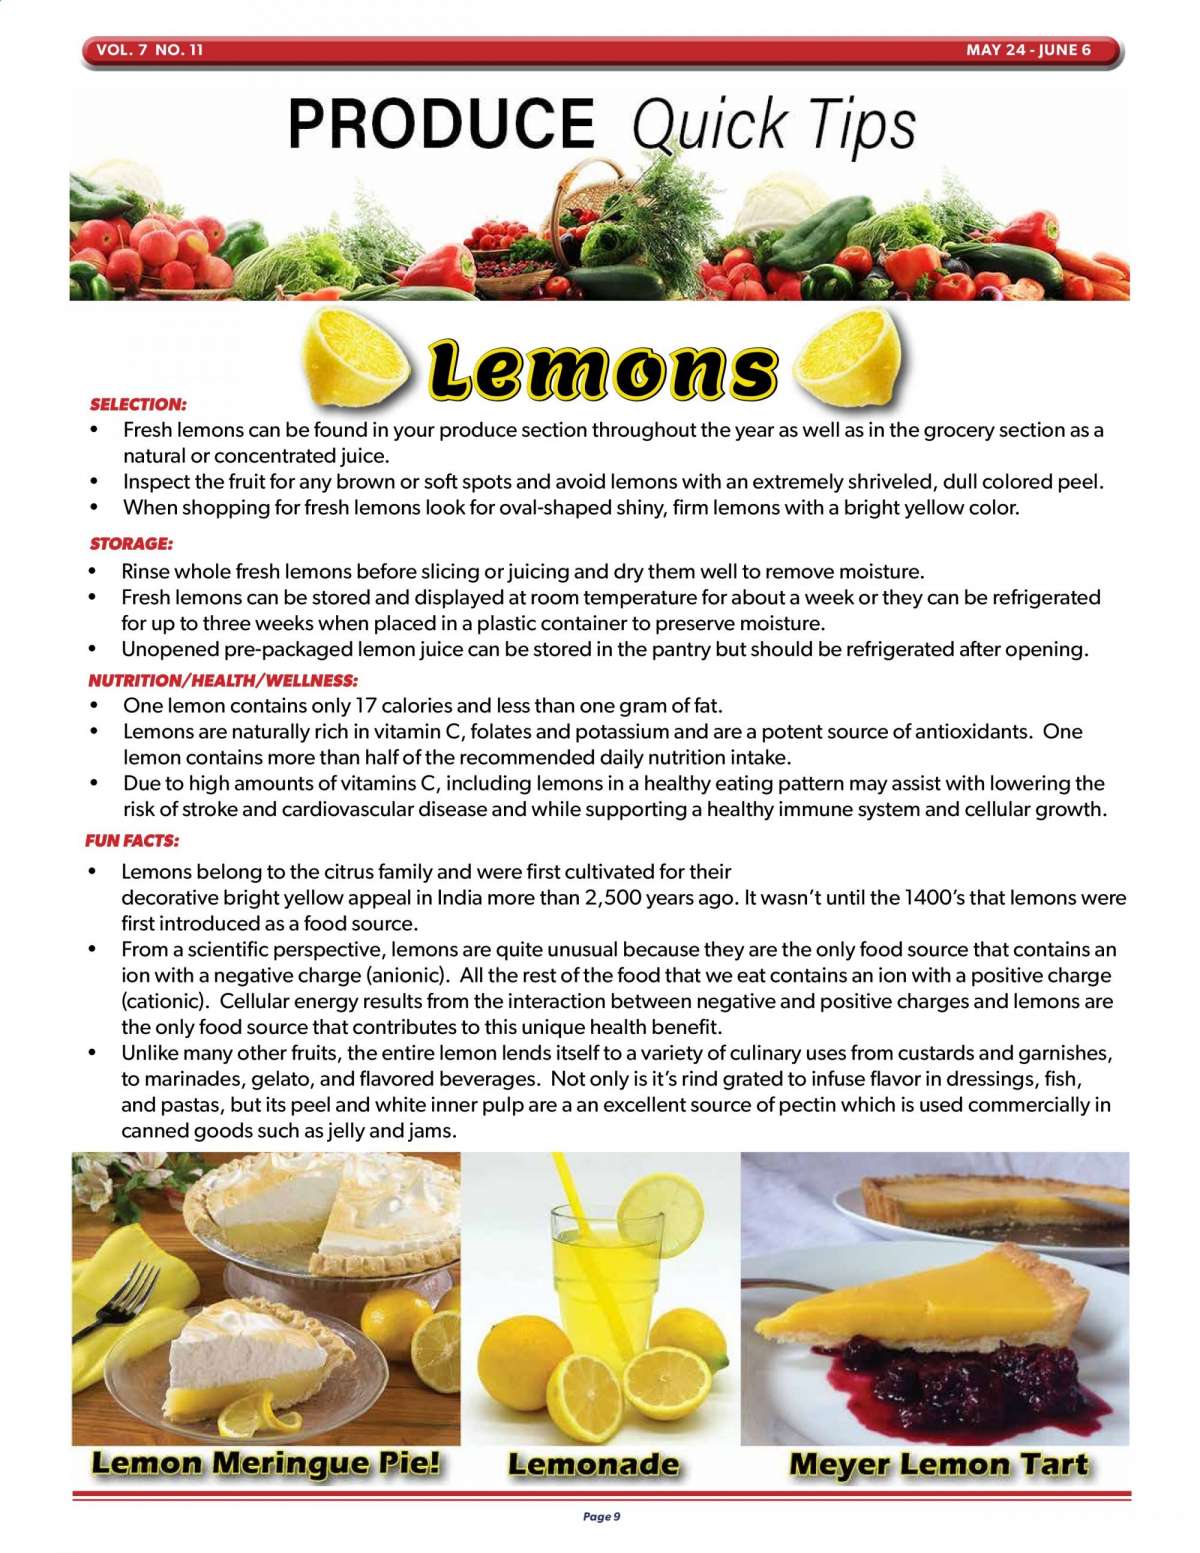 VOL. 7 NO. 11 MAY 24 - JUNE 6
PRODUCE Quick Tips
Lemons
SELECTION:
• Fresh lemons can be found in your produce section throughout the year as well as in the grocery section as a
natural or concentrated juice.
• Inspect the fruit for any brown or soft spots and avoid lemons with an extremely shriveled, dull colored peel.
• When shopping for fresh lemons look for oval-shaped shiny, firm lemons with a bright yellow color.
STORAGE:
• Rinse whole fresh lemons before slicing or juicing and dry them well to remove moisture.
• Fresh lemons can be stored and displayed at room temperature for about a week or they can be refrigerated
for up to three weeks when placed in a plastic container to preserve moisture.
• Unopened pre-packaged lemon juice can be stored in the pantry but should be refrigerated after opening.
NUTRITION/HEALTH/WELLNESS:
• One lemon contains only 17 calories and less than one gram of fat.
• Lemons are naturally rich in vitamin C, folates and potassium and are a potent source of antioxidants. One
lemon contains more than half of the recommended daily nutrition intake.
• Due to high amounts of vitamins C, including lemons in a healthy eating pattern may assist with lowering the
risk of stroke and cardiovascular disease and while supporting a healthy immune system and cellular growth.
FUN FACTS:
• Lemons belong to the citrus family and were first cultivated for their
decorative bright yellow appeal in India more than 2,500 years ago. It wasn’t until the 1400’s that lemons were
first introduced as a food source.
• From a scientific perspective, lemons are quite unusual because they are the only food source that contains an
ion with a negative charge (anionic). All the rest of the food that we eat contains an ion with a positive charge
(cationic). Cellular energy results from the interaction between negative and positive charges and lemons are
the only food source that contributes to this unique health benefit.
• Unlike many other fruits, the entire lemon lends itself to a variety of culinary uses from custards and garnishes,
to marinades, gelato, and flavored beverages. Not only is it’s rind grated to infuse flavor in dressings, fish,
and pastas, but its peel and white inner pulp are a an excellent source of pectin which is used commercially in
canned goods such as jelly and jams.
Lemon Meringue Pie! Lemonade Meyer Lemon Tart
Page 9